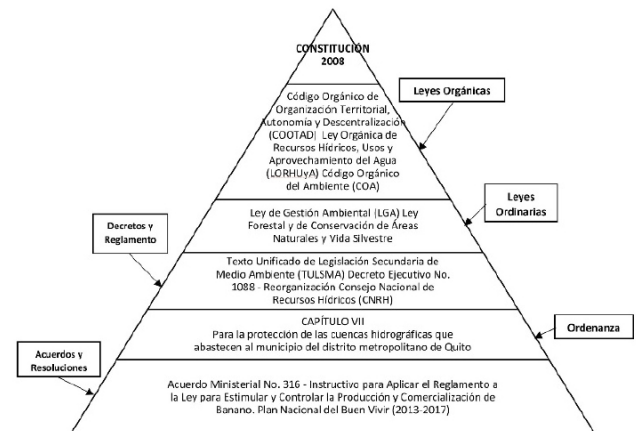 CONSTITUCIÓN
2008
Leyes Orgánicas
Código Orgánico de
Organización Territorial,
Autonomía y Descentralización
(COOTAD) Ley Orgánica de
Recursos Hídricos, Usos y
Aprovechamiento del Agua
(LORHUyA) Código Orgánico
del Ambiente (COA)
Leyes
Ordinarias
Ley de Gestión Ambiental (LGA) Ley
Forestal y de Conservación de Áreas
Naturales y Vida Silvestre
Decretos y
Reglamento
Texto Unificado de Legislación Secundaria de
Medio Ambiente (TULSMA) Decreto Ejecutivo No.
1088 - Reorganización Consejo Nacional de
Recursos Hídricos (CNRH)
Ordenanza
CAPÍTULO VII
Para la protección de las cuencas hidrográficas que
abastecen al municipio del distrito metropolitano de Quito
Acuerdos y
Resoluciones
Acuerdo Ministerial No. 316 - Instructivo para Aplicar el Reglamento a
la Ley para Estimular y Controlar la Producción y Comercialización de
Banano. Plan Nacional del Buen Vivir (2013-2017)